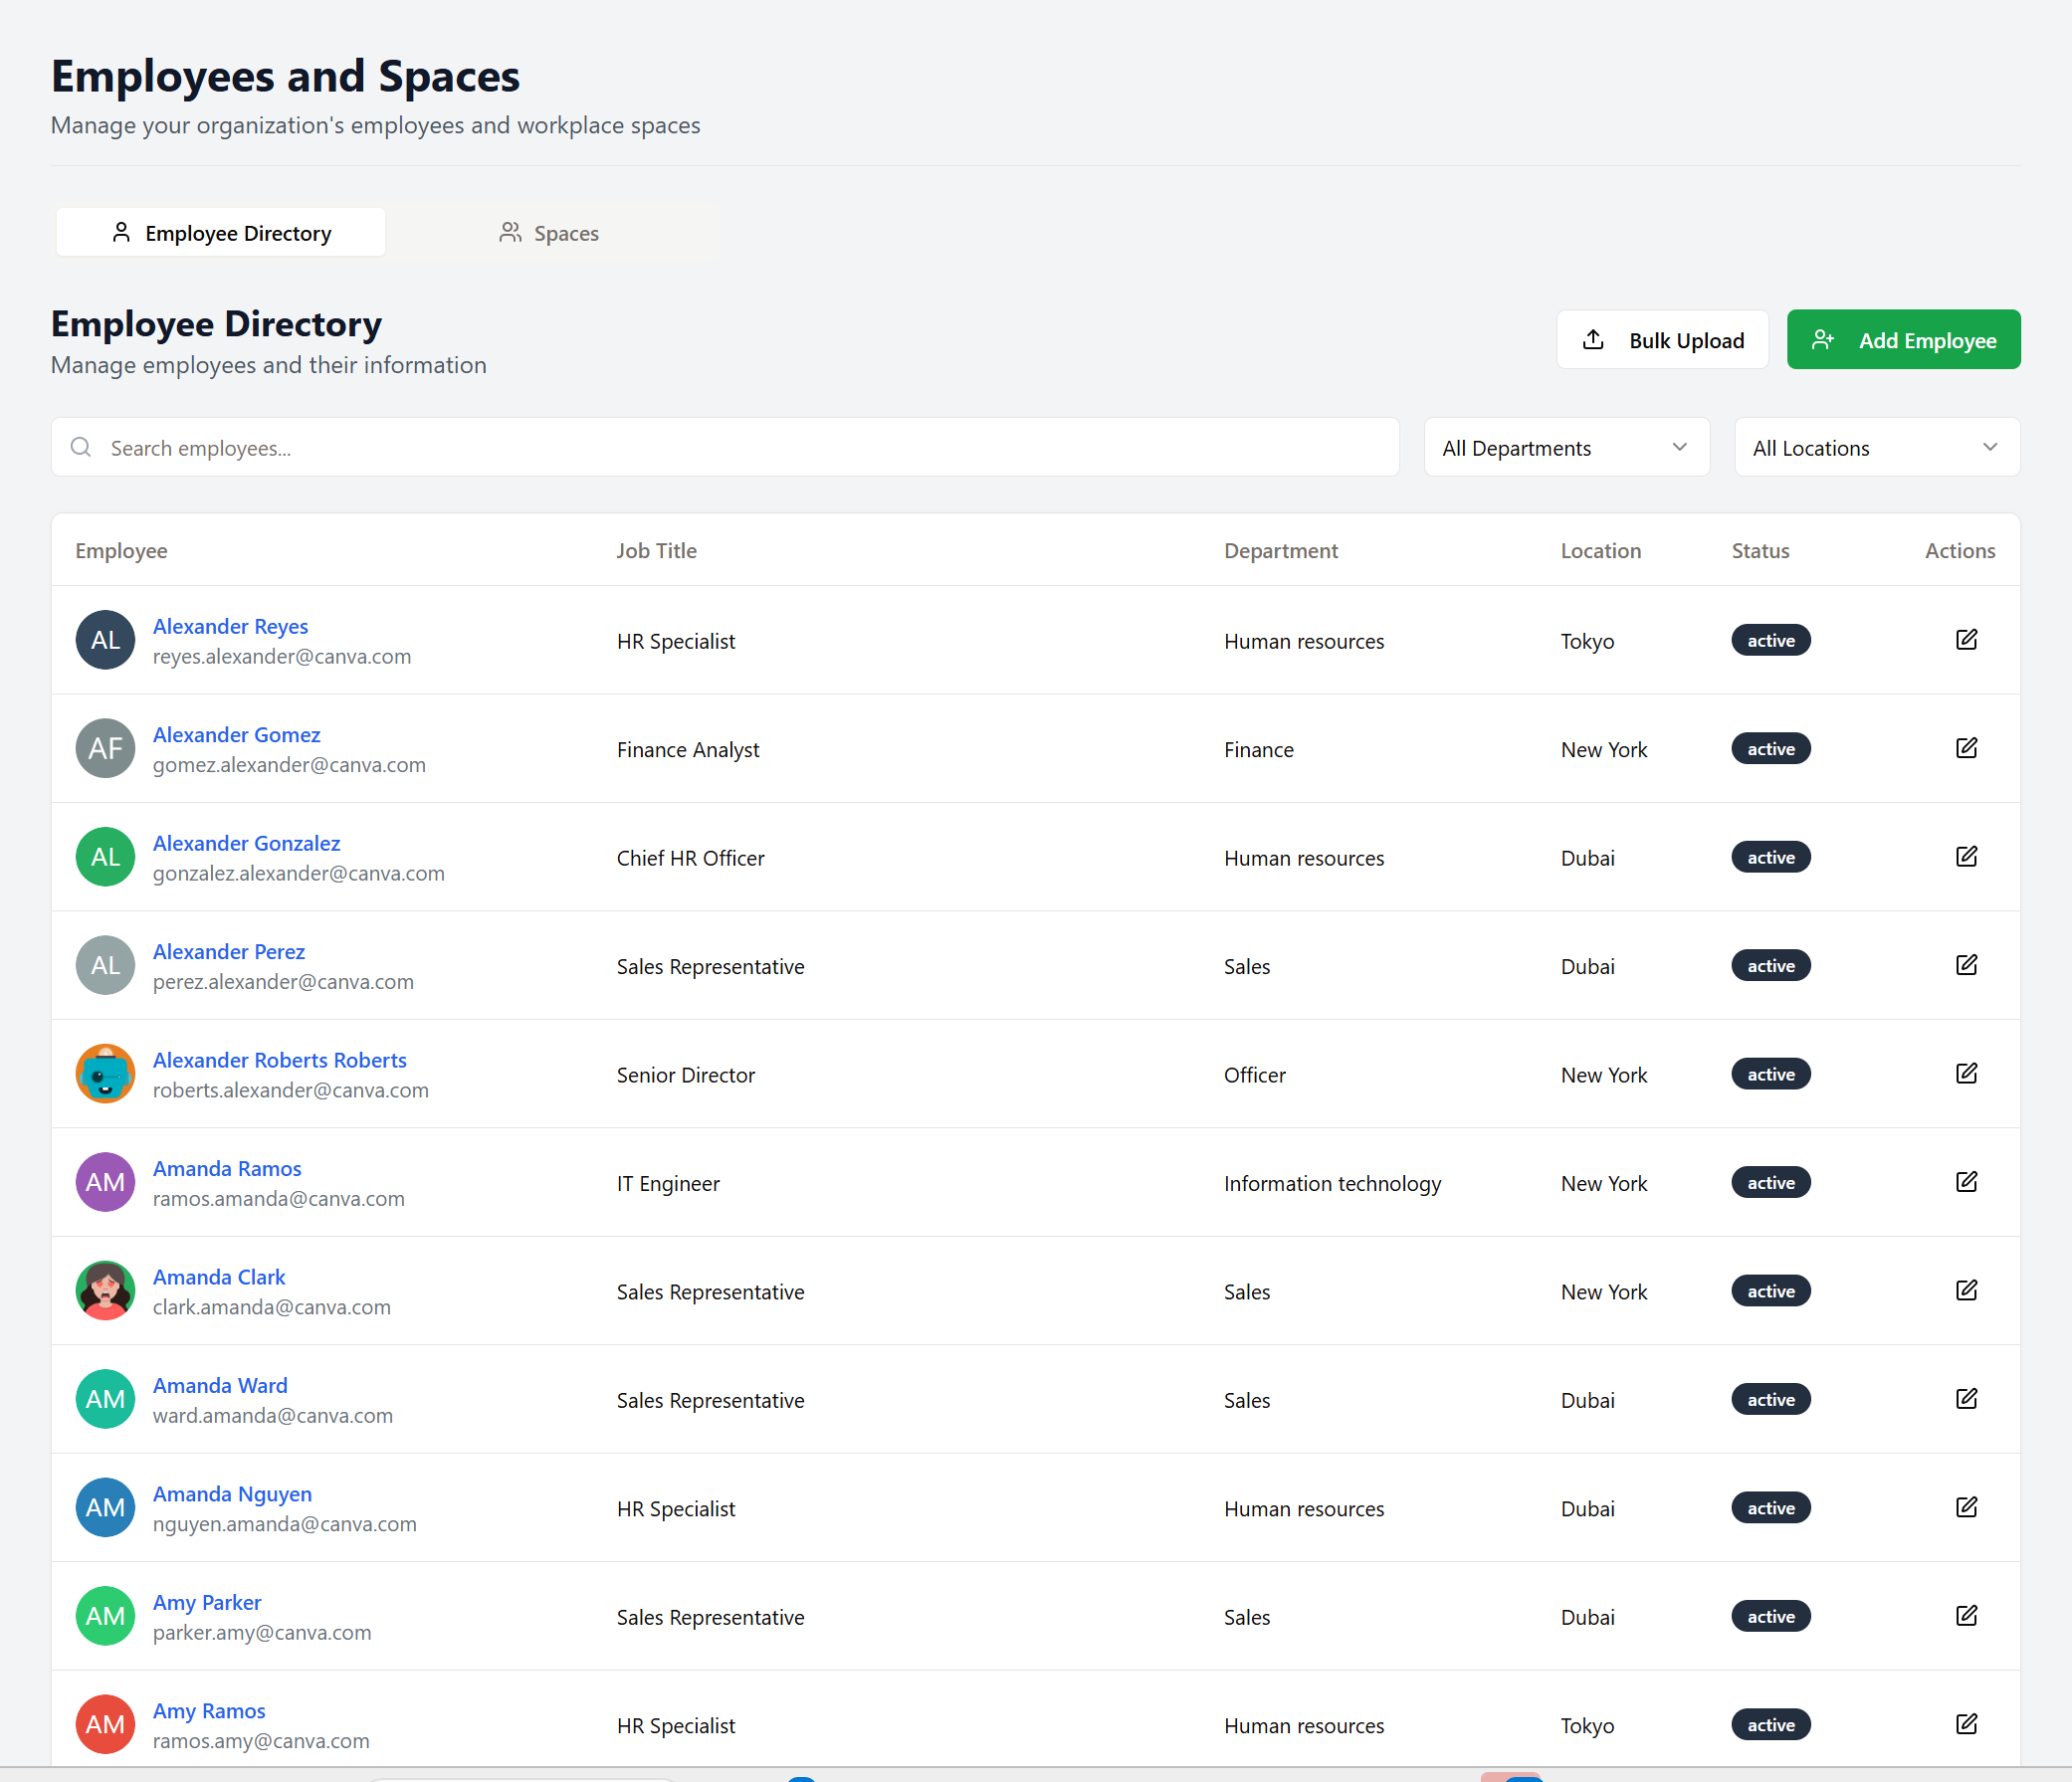 Employees and Spaces
Manage your organization's employees and workplace spaces
Employee Directory Spaces
Employee Directory
Manage employees and their information
Bulk Upload Add Employee
Search employees... All Departments All Locations
Employee Job Title Department Location Status Actions
AL Alexander Reyes
reyes.alexander@canva.com
HR Specialist Human resources Tokyo active
AF Alexander Gomez
gomez.alexander@canva.com
Finance Analyst Finance New York active
AL Alexander Gonzalez
gonzalez.alexander@canva.com
Chief HR Officer Human resources Dubai active
AL Alexander Perez
perez.alexander@canva.com
Sales Representative Sales Dubai active
Alexander Roberts Roberts
roberts.alexander@canva.com
Senior Director Officer New York active
AM Amanda Ramos
ramos.amanda@canva.com
IT Engineer Information technology New York active
Amanda Clark
clark.amanda@canva.com
Sales Representative Sales New York active
AM Amanda Ward
ward.amanda@canva.com
Sales Representative Sales Dubai active
AM Amanda Nguyen
nguyen.amanda@canva.com
HR Specialist Human resources Dubai active
AM Amy Parker
parker.amy@canva.com
Sales Representative Sales Dubai active
AM Amy Ramos
ramos.amy@canva.com
HR Specialist Human resources Tokyo active